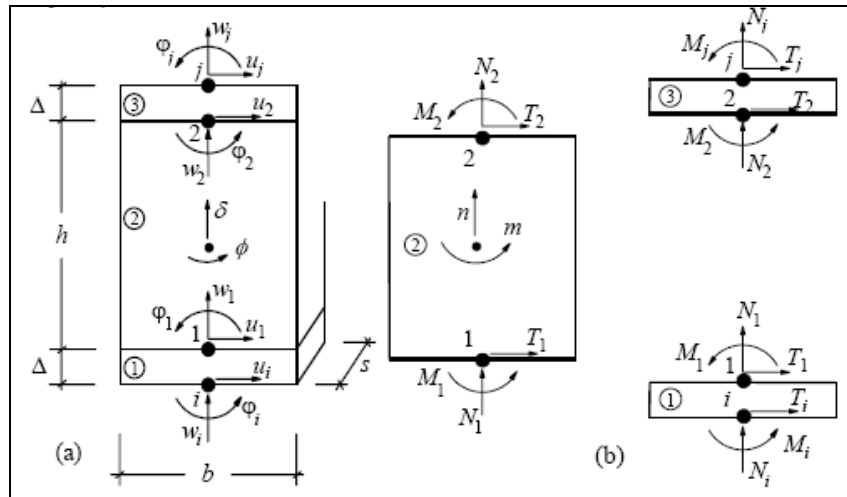 w_j
φ_j
u_j
j
Δ
③
u_2
2
φ_2
w_2
②
δ
h
ϕ
w_1
φ_1
u_1
1
Δ
①
u_i
s
i
φ_i
w_i
(a)
b
N_2
M_2
T_2
2
n
②
m
1
T_1
M_1
N_1
N_j
M_j
T_j
j
③
2
T_2
M_2
N_2
N_1
M_1
1
T_1
①
i
T_i
(b)
M_i
N_i